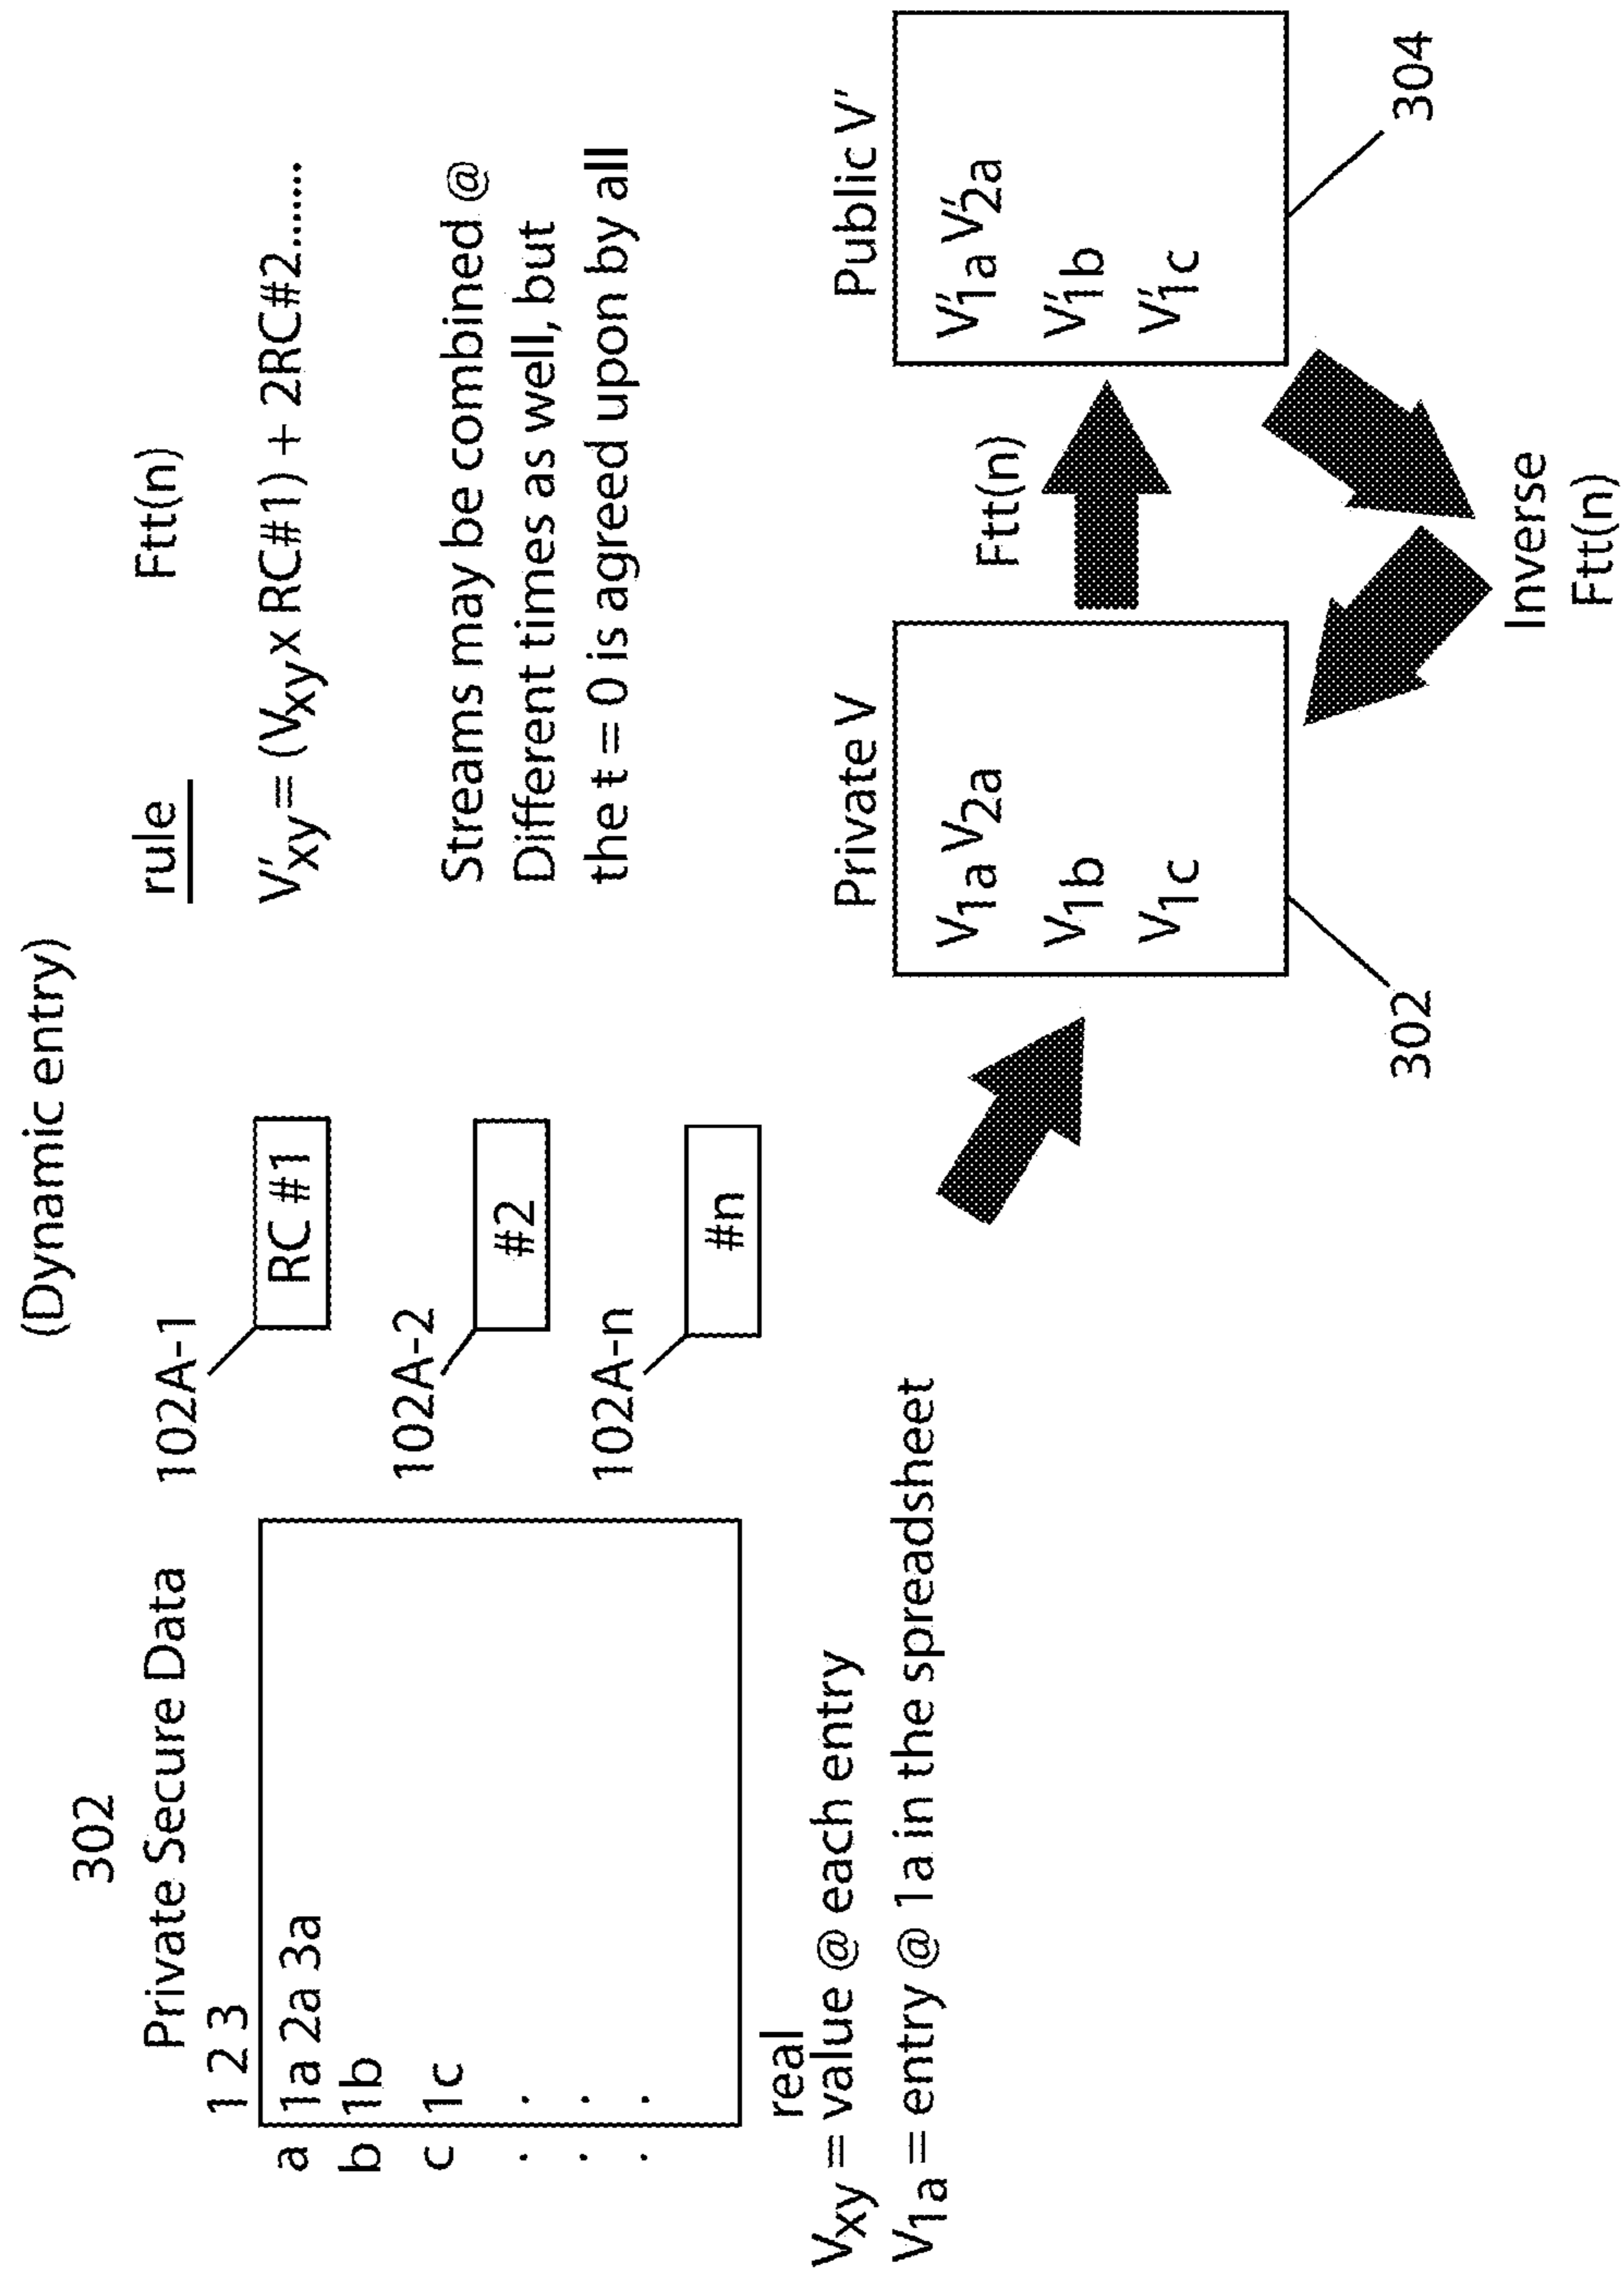 (Dynamic entry)
302
Private Secure Data
1 2 3
a 1a 2a 3a
b 1b
c 1c
. .
. .
. .
real
Vxy = value @ each entry
V1a = entry @ 1a in the spreadsheet
102A-1
RC #1
102A-2
#2
102A-n
#n
rule Ftt(n)
V'xy = (Vxy x RC#1) + 2RC#2.......
Streams may be combined @
Different times as well, but
the t = 0 is agreed upon by all
Private V
V1a V2a
V1b
V1c
302
Ftt(n)
Public V'
V'1a V'2a
V'1b
V'1c
304
Inverse
Ftt(n)